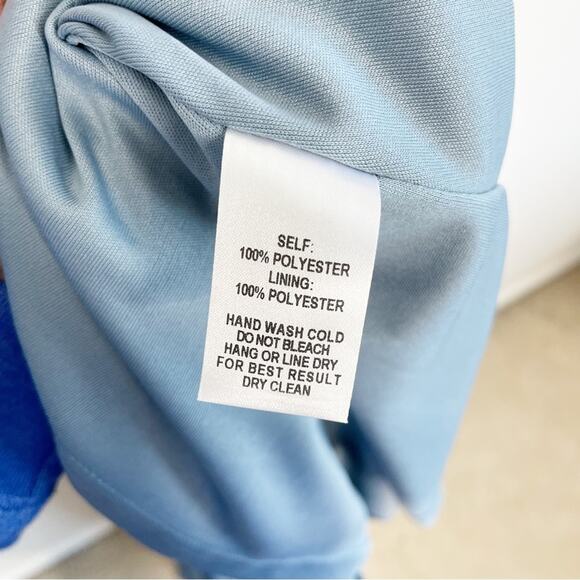 SELF:
100% POLYESTER
LINING:
100% POLYESTER
HAND WASH COLD
DO NOT BLEACH
HANG OR LINE DRY
FOR BEST RESULT
DRY CLEAN